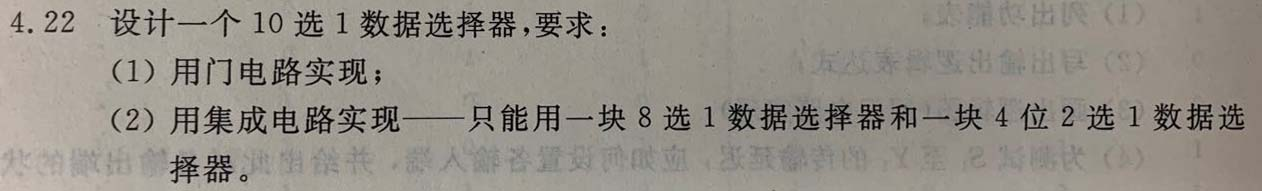 4.22 设计一个 10 选 1 数据选择器,要求:
(1) 用门电路实现;
(2) 用集成电路实现——只能用一块 8 选 1 数据选择器和一块 4 位 2 选 1 数据选
择器。